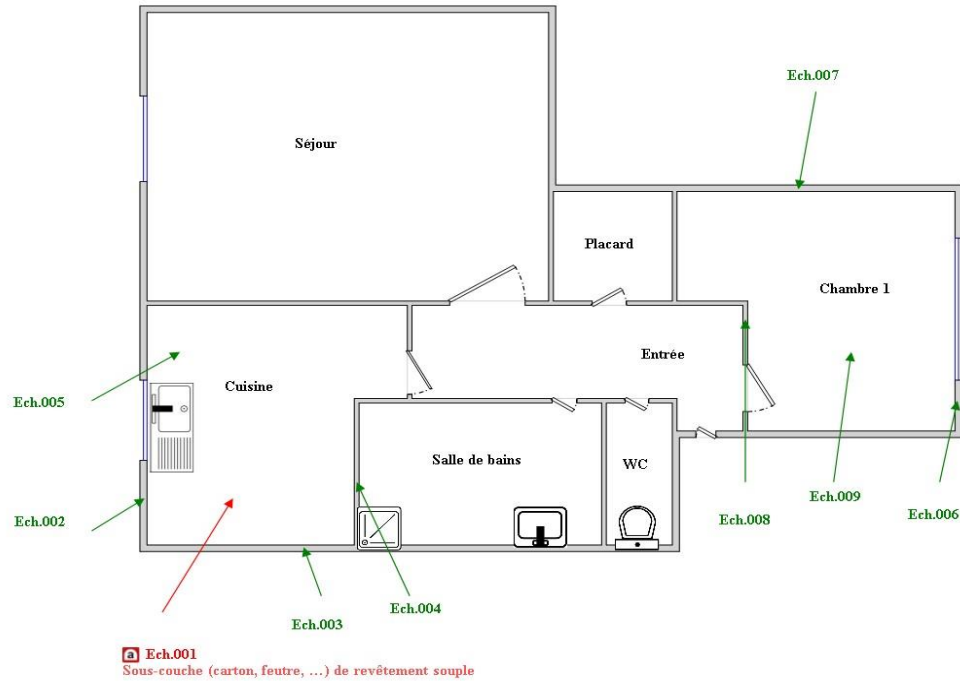 Ech.007
Séjour
Placard
Chambre 1
Entrée
Cuisine
Ech.005
Salle de bains
WC
Ech.009
Ech.006
Ech.008
Ech.002
Ech.004
Ech.003
a Ech.001
Sous-couche (carton, feutre, ...) de revêtement souple